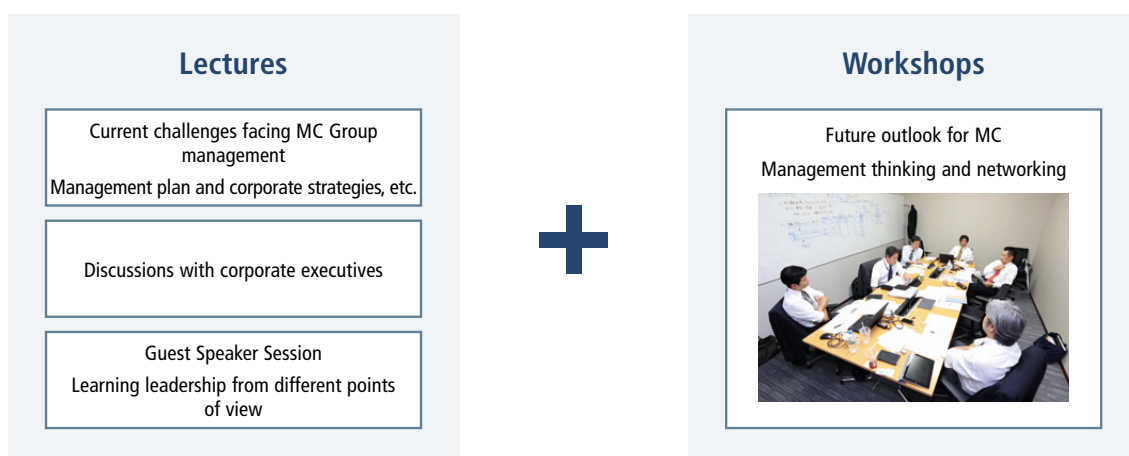 Lectures
Current challenges facing MC Group
management
Management plan and corporate strategies, etc.
Discussions with corporate executives
Guest Speaker Session
Learning leadership from different points
of view
Workshops
Future outlook for MC
Management thinking and networking